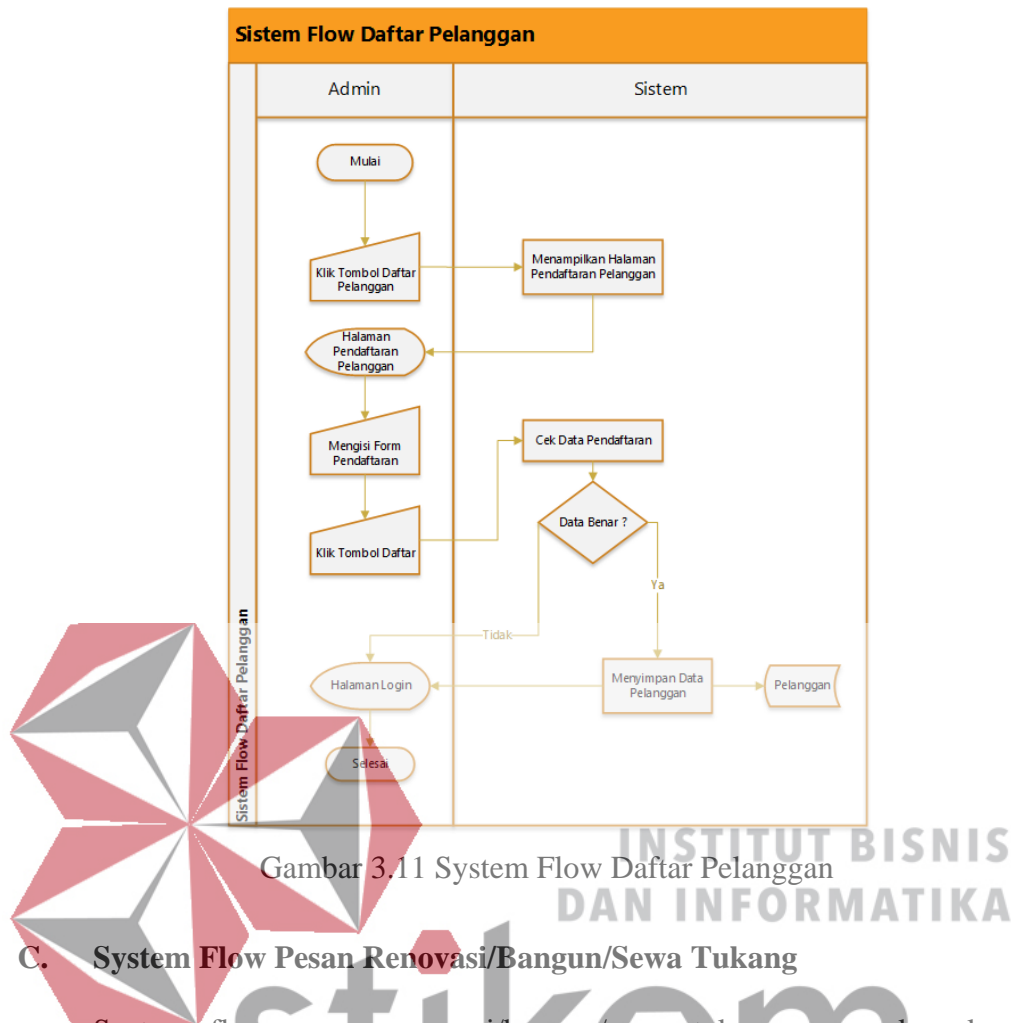 Sistem Flow Daftar Pelanggan
Admin
Sistem
Sistem Flow Daftar Pelanggan
Mulai
Klik Tombol Daftar
Pelanggan
Menampilkan Halaman
Pendaftaran Pelanggan
Halaman
Pendaftaran
Pelanggan
Mengisi Form
Pendaftaran
Cek Data Pendaftaran
Klik Tombol Daftar
Data Benar ?
Ya
Tidak
Halaman Login
Menyimpan Data
Pelanggan
Pelanggan
Selesai
INSTITUT BISNIS
DAN INFORMATIKA
Gambar 3.11 System Flow Daftar Pelanggan
C. System Flow Pesan Renovasi/Bangun/Sewa Tukang
stikom